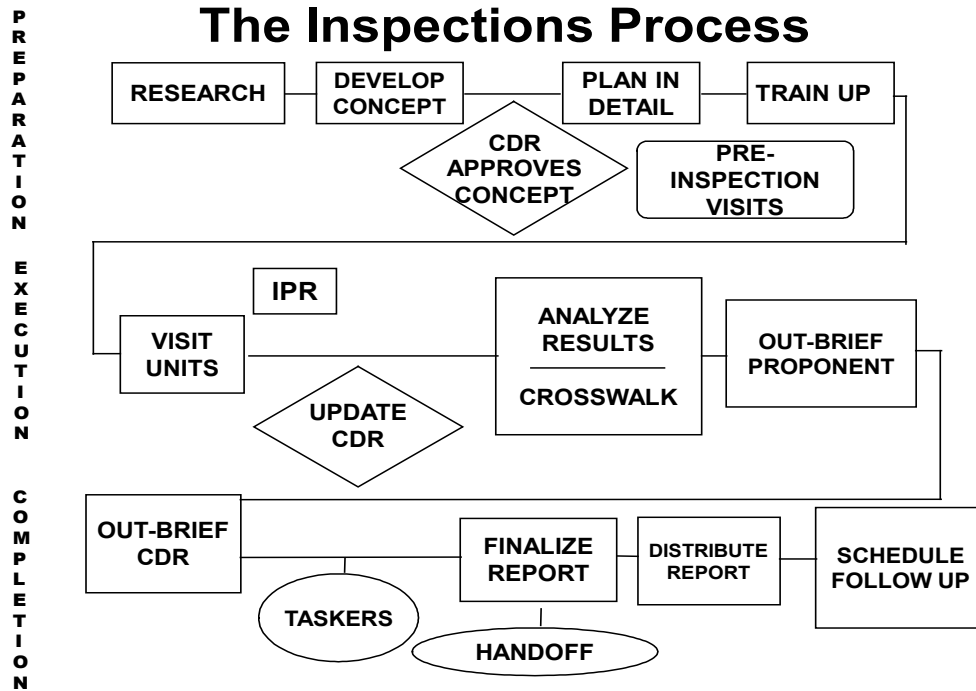 The Inspections Process
PREPARATION
RESEARCH
DEVELOP
CONCEPT
PLAN IN
DETAIL
TRAIN UP
CDR
APPROVES
CONCEPT
PRE-
INSPECTION
VISITS
EXECUTION
IPR
VISIT
UNITS
ANALYZE
RESULTS
CROSSWALK
OUT-BRIEF
PROPONENT
UPDATE
CDR
COMPLETION
OUT-BRIEF
CDR
FINALIZE
REPORT
DISTRIBUTE
REPORT
SCHEDULE
FOLLOW UP
TASKERS
HANDOFF